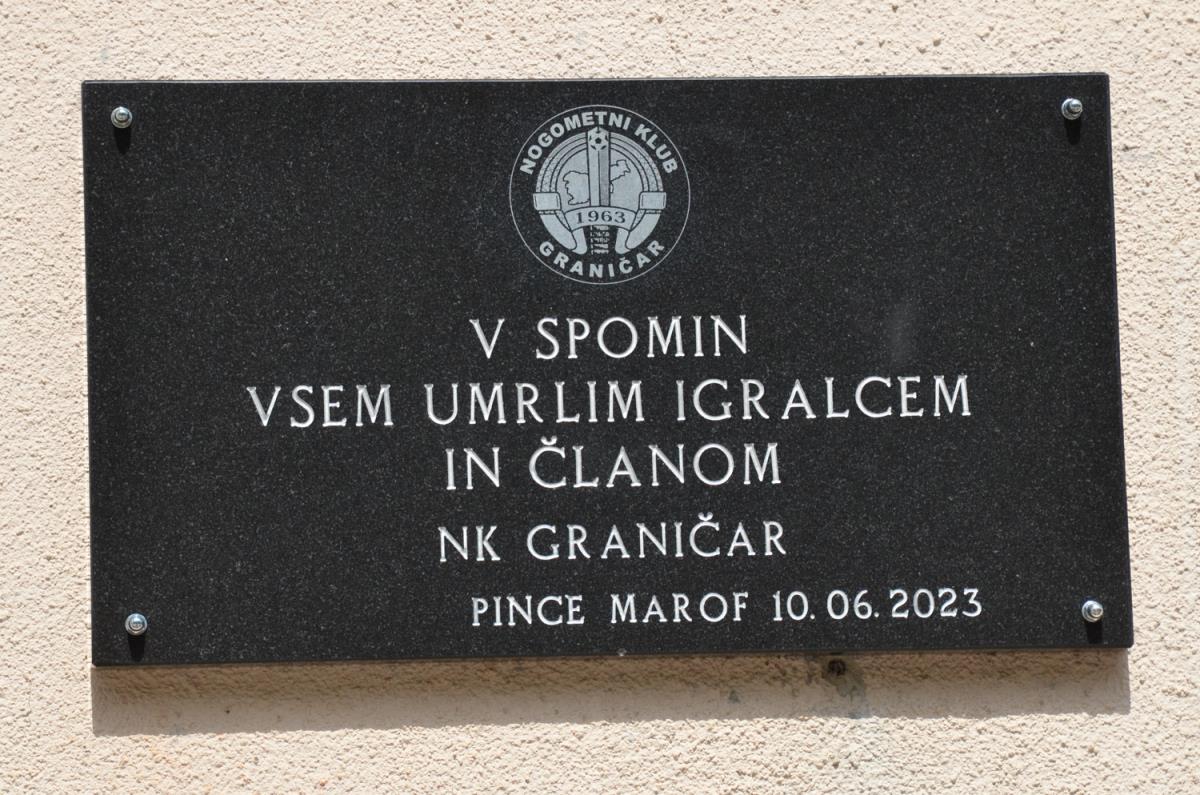 NOGOMETNI KLUB
1963
GRANIČAR
V SPOMIN
VSEM UMRLIM IGRALCEM
IN ČLANOM
NK GRANIČAR
PINCE MAROF 10.06.2023